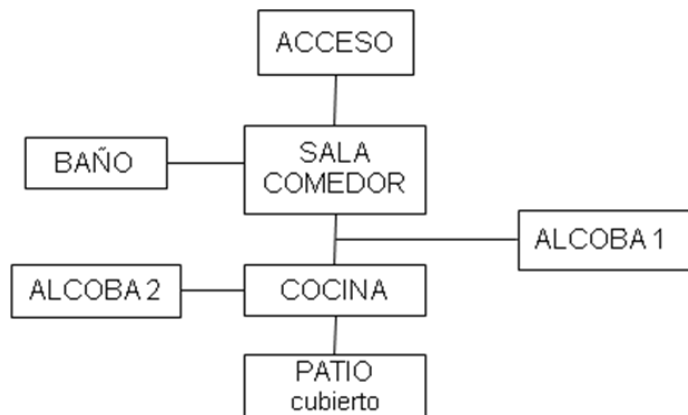 ACCESO
BAÑO
SALA
COMEDOR
ALCOBA 1
ALCOBA 2
COCINA
PATIO
cubierto